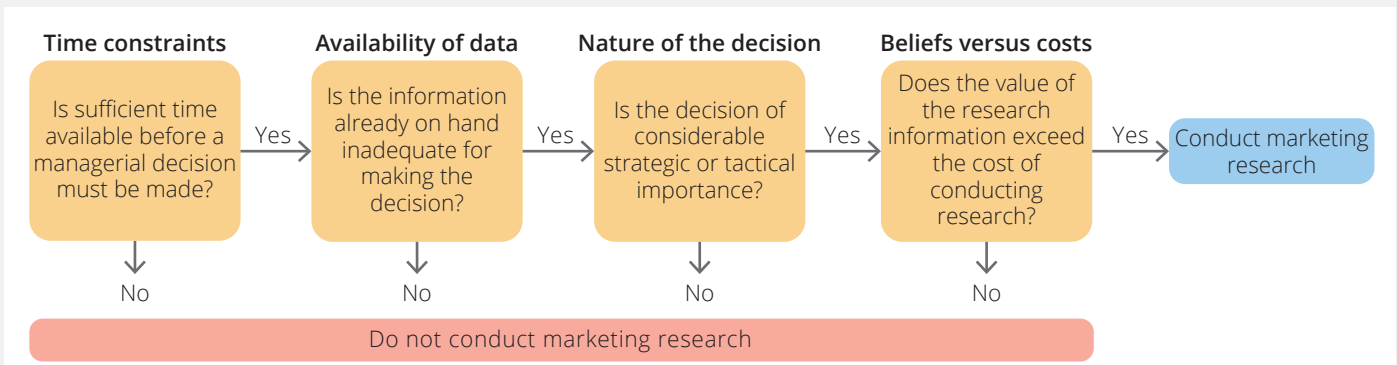 Time constraints
Is sufficient time
available before a
managerial decision
must be made?
Yes
No
Availability of data
Is the information
already on hand
inadequate for
making the
decision?
Yes
No
Nature of the decision
Is the decision of
considerable
strategic or tactical
importance?
Yes
No
Beliefs versus costs
Does the value of
the research
information exceed
the cost of
conducting
research?
Yes
No
Conduct marketing
research
Do not conduct marketing research